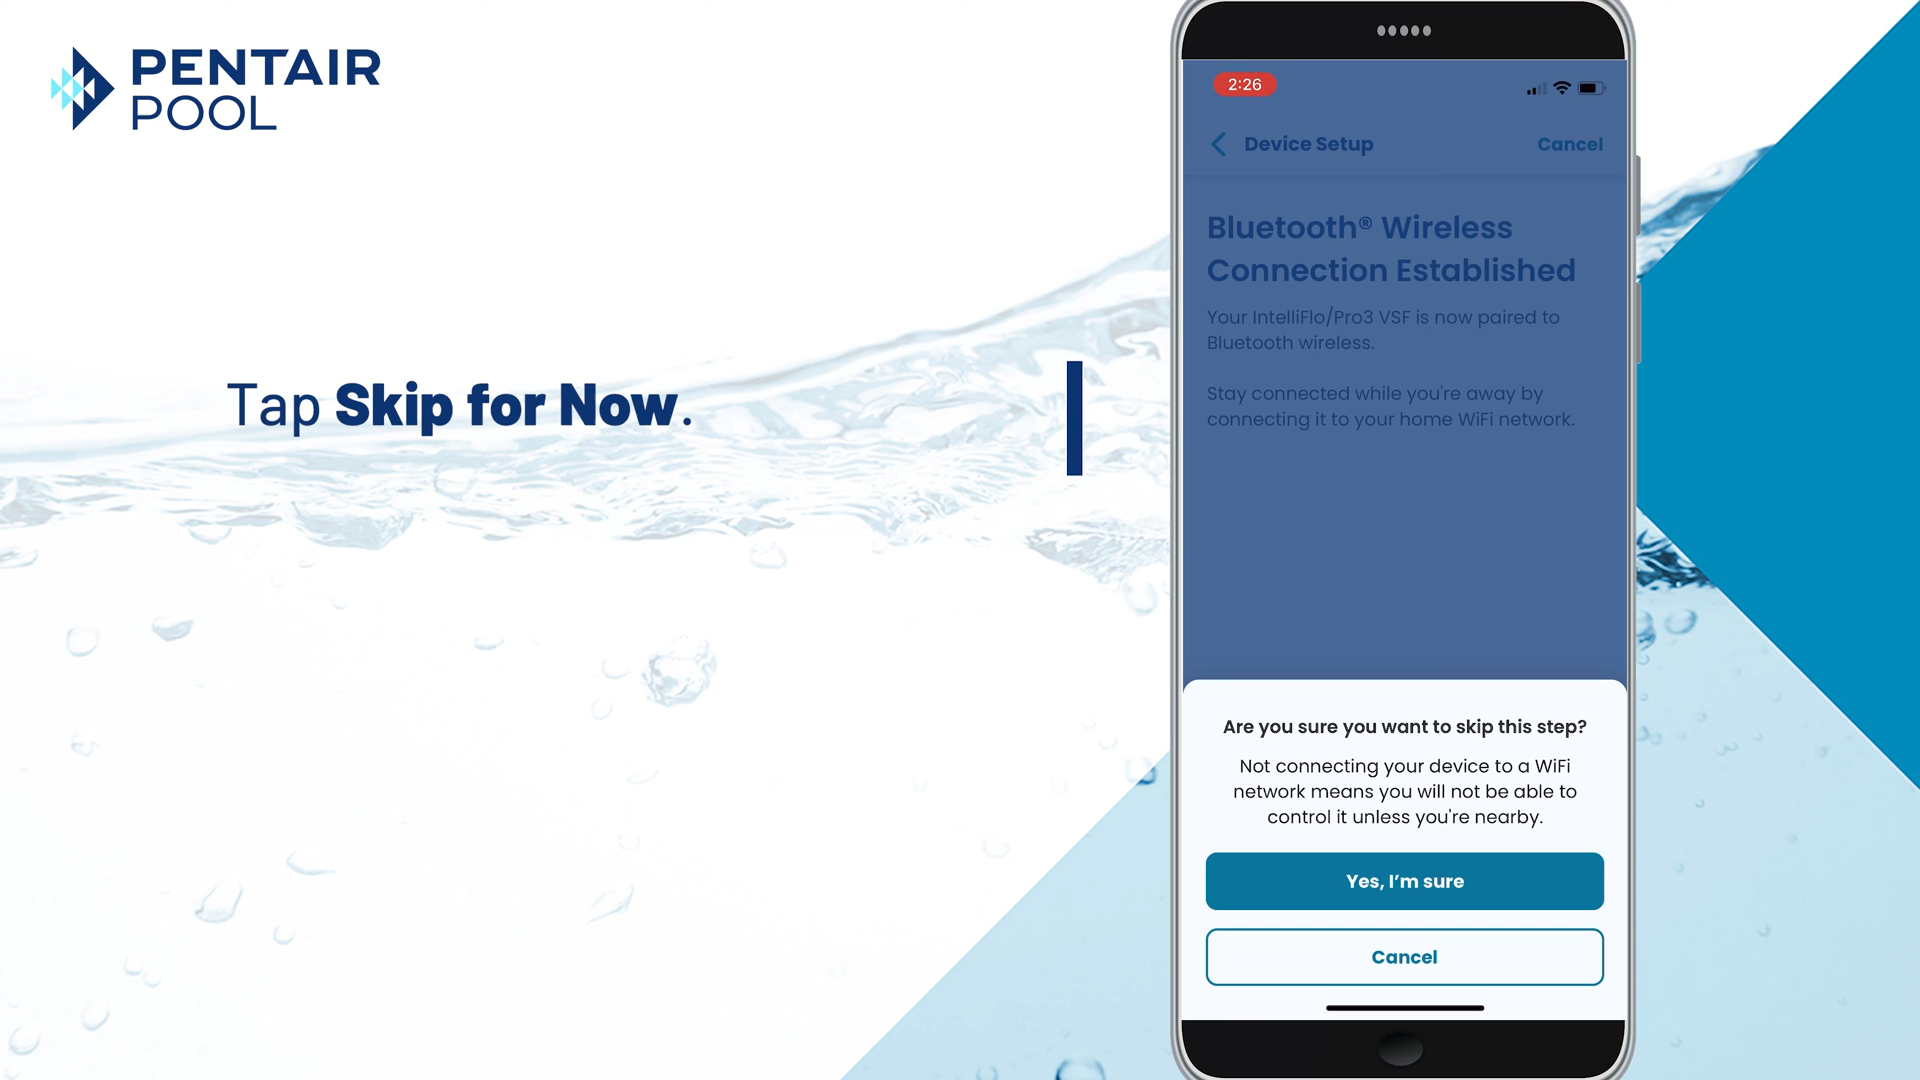 PENTAIR
POOL
Tap Skip for Now.
2:26
Device Setup
Cancel
Bluetooth® Wireless
Connection Established
Your IntelliFlo/Pro3 VSF is now paired to
Bluetooth wireless.
Stay connected while you're away by
connecting it to your home WiFi network.
Are you sure you want to skip this step?
Not connecting your device to a WiFi
network means you will not be able to
control it unless you're nearby.
Yes, I’m sure
Cancel